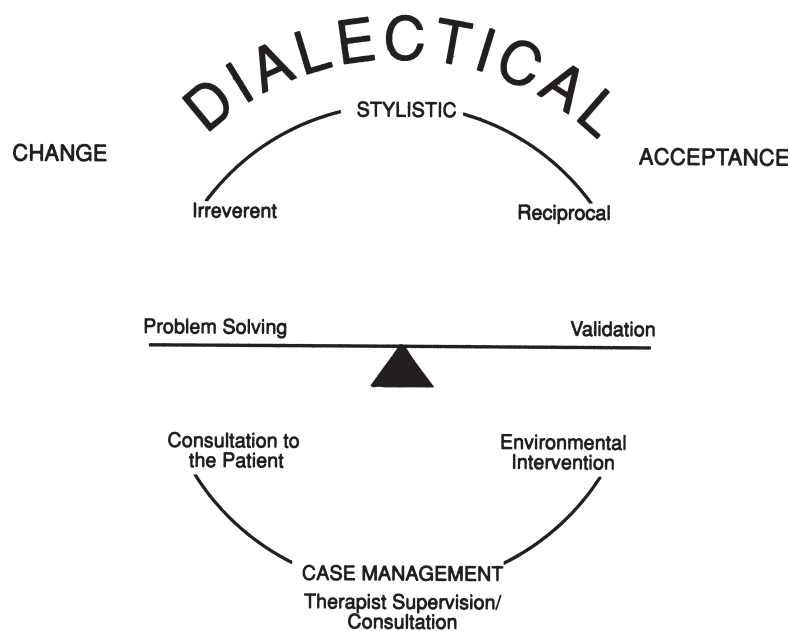 DIALECTICAL
STYLISTIC
CHANGE
ACCEPTANCE
Irreverent
Reciprocal
Problem Solving
Validation
Consultation to
the Patient
Environmental
Intervention
CASE MANAGEMENT
Therapist Supervision/
Consultation